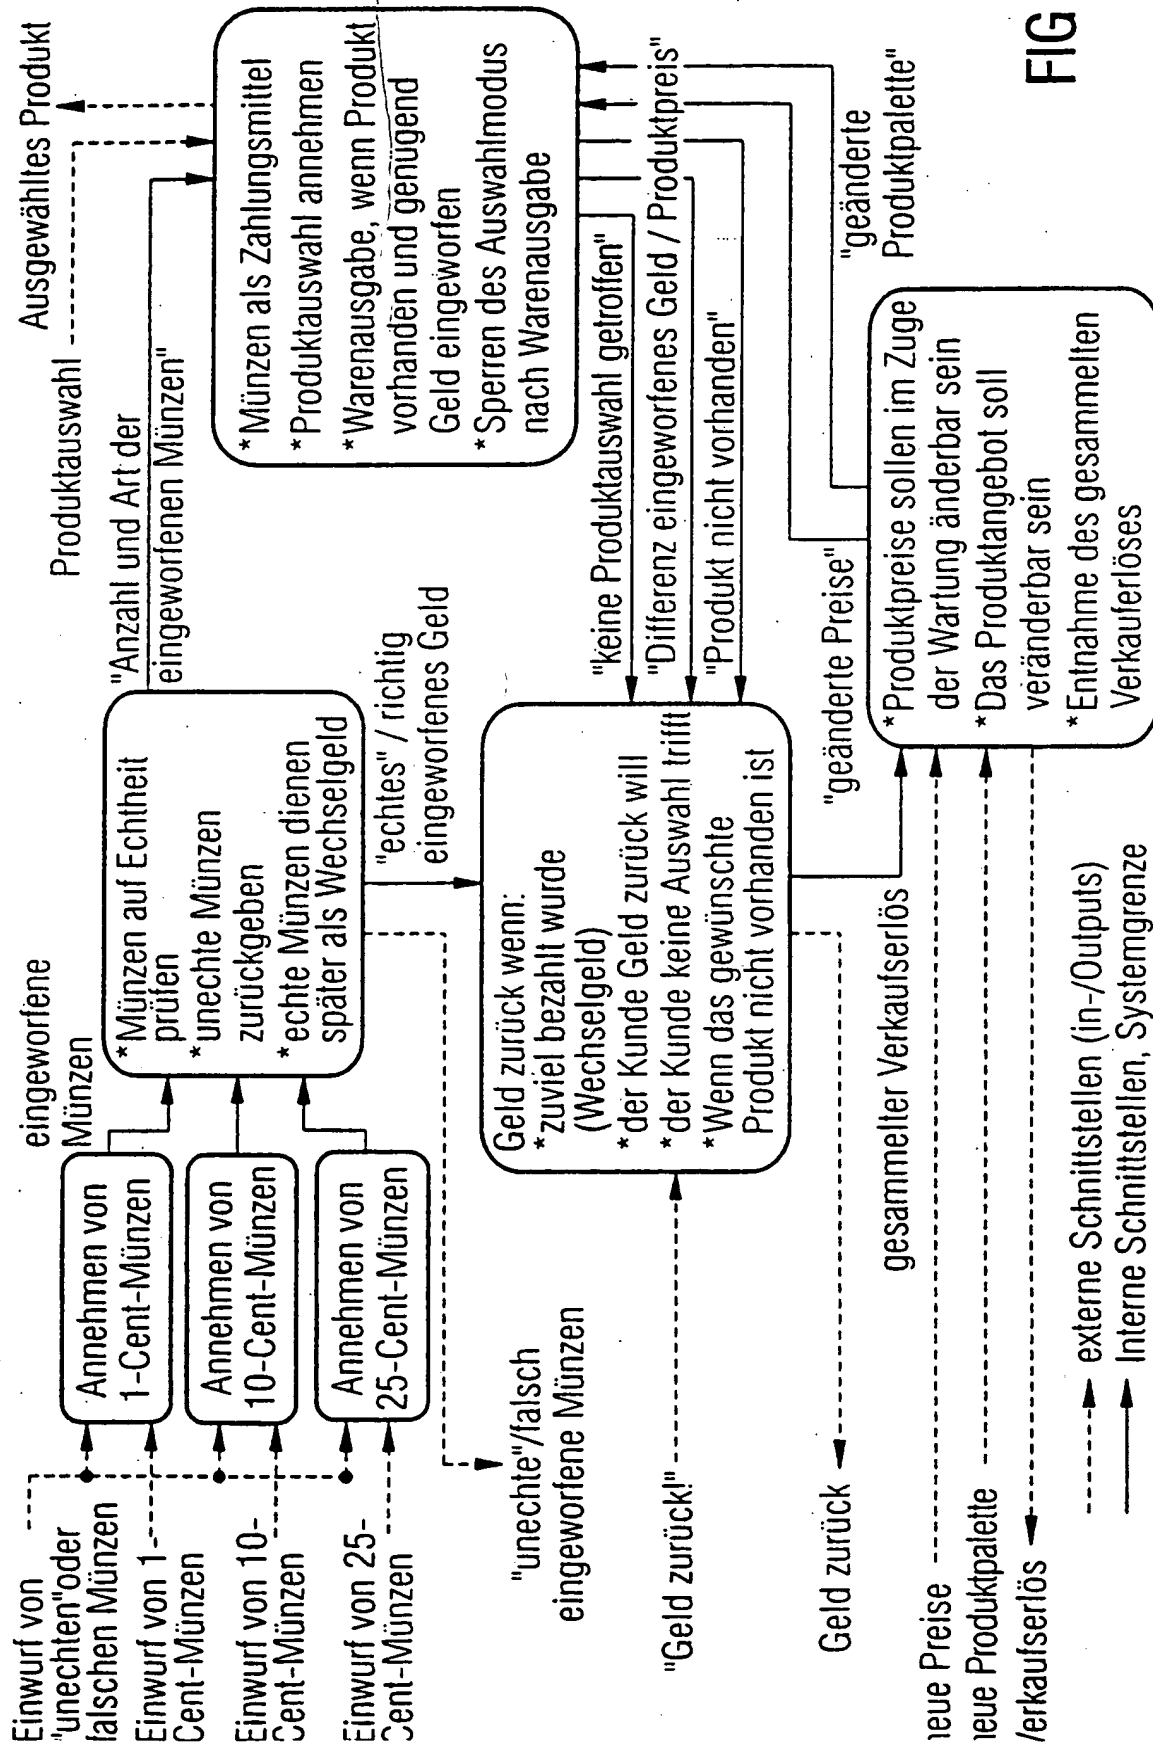 Einwurf von
"unechten"oder
falschen Münzen
Einwurf von 1-
Cent-Münzen
Einwurf von 10-
Cent-Münzen
Einwurf von 25-
Cent-Münzen
Annehmen von
1-Cent-Münzen
Annehmen von
10-Cent-Münzen
Annehmen von
25-Cent-Münzen
eingeworfene
Münzen
*Münzen auf Echtheit
prüfen
*unechte Münzen
zurückgeben
*echte Münzen dienen
später als Wechselgeld
"Anzahl und Art der
eingeworfenen Münzen"
Produktauswahl
Ausgewähltes Produkt
*Münzen als Zahlungsmittel
*Produktauswahl annehmen
*Warenausgabe, wenn Produkt
vorhanden und genügend
Geld eingeworfen
*Sperren des Auswahlmodus
nach Warenausgabe
"echtes" / richtig
eingeworfenes Geld
"unechte"/falsch
eingeworfene Münzen
Geld zurück wenn:
*zuviel bezahlt wurde
(Wechselgeld)
*der Kunde Geld zurück will
*der Kunde keine Auswahl trifft
*Wenn das gewünschte
Produkt nicht vorhanden ist
"keine Produktauswahl getroffen"
"Differenz eingeworfenes Geld / Produktpreis"
"Produkt nicht vorhanden"
"Geld zurück!"
Geld zurück
"geänderte Preise"
"geänderte
Produktpalette"
gesammelter Verkaufserlös
*Produktpreise sollen im Zuge
der Wartung änderbar sein
*Das Produktangebot soll
veränderbar sein
*Entnahme des gesammelten
Verkauferlöses
neue Preise
neue Produktpalette
Verkaufserlös
externe Schnittstellen (in-/Outputs)
Interne Schnittstellen, Systemgrenze
FIG